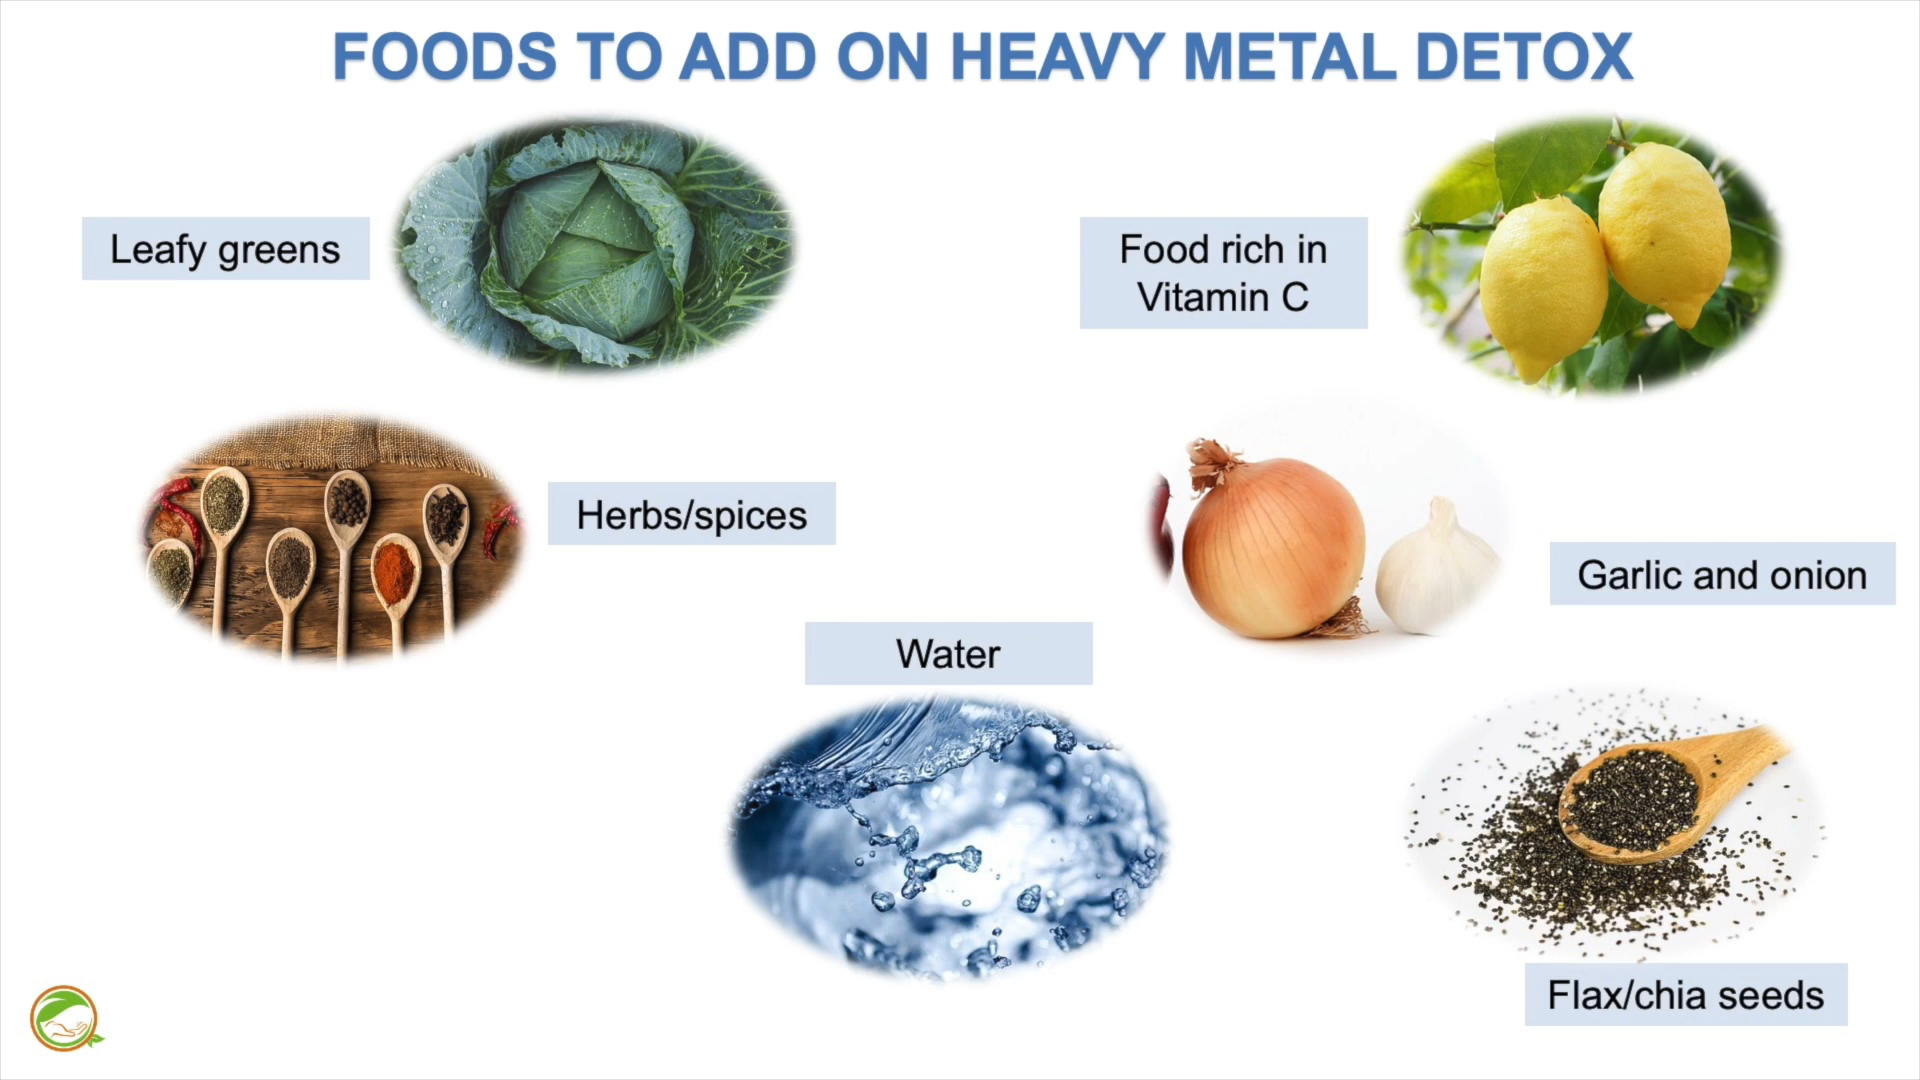 FOODS TO ADD ON HEAVY METAL DETOX
Leafy greens
Food rich in
Vitamin C
Herbs/spices
Garlic and onion
Water
Flax/chia seeds